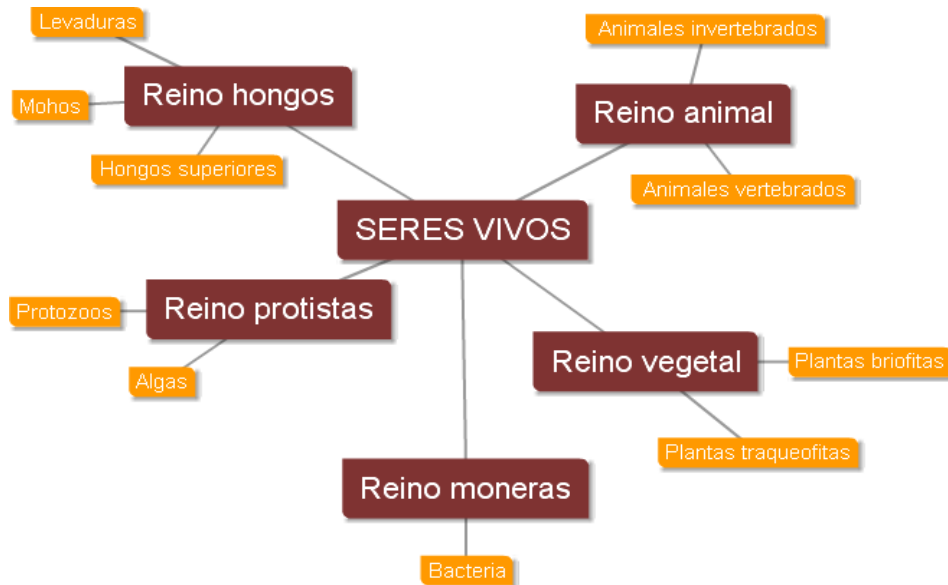 Levaduras
Animales invertebrados
Reino hongos
Mohos
Reino animal
Hongos superiores
Animales vertebrados
SERES VIVOS
Reino protistas
Protozoos
Algas
Reino vegetal
Plantas briofitas
Plantas traqueofitas
Reino moneras
Bacteria